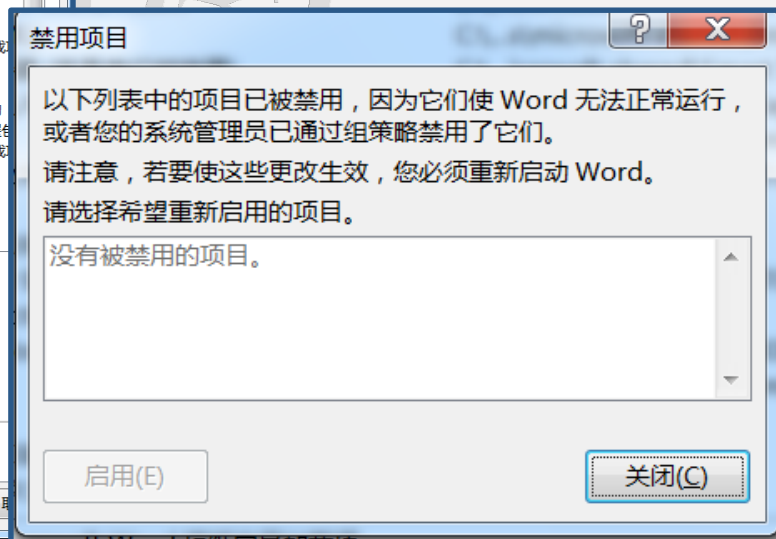 禁用项目
以下列表中的项目已被禁用，因为它们使 Word 无法正常运行，
或者您的系统管理员已通过组策略禁用了它们。
请注意，若要使这些更改生效，您必须重新启动 Word。
请选择希望重新启用的项目。
没有被禁用的项目。
启用(E)
关闭(C)